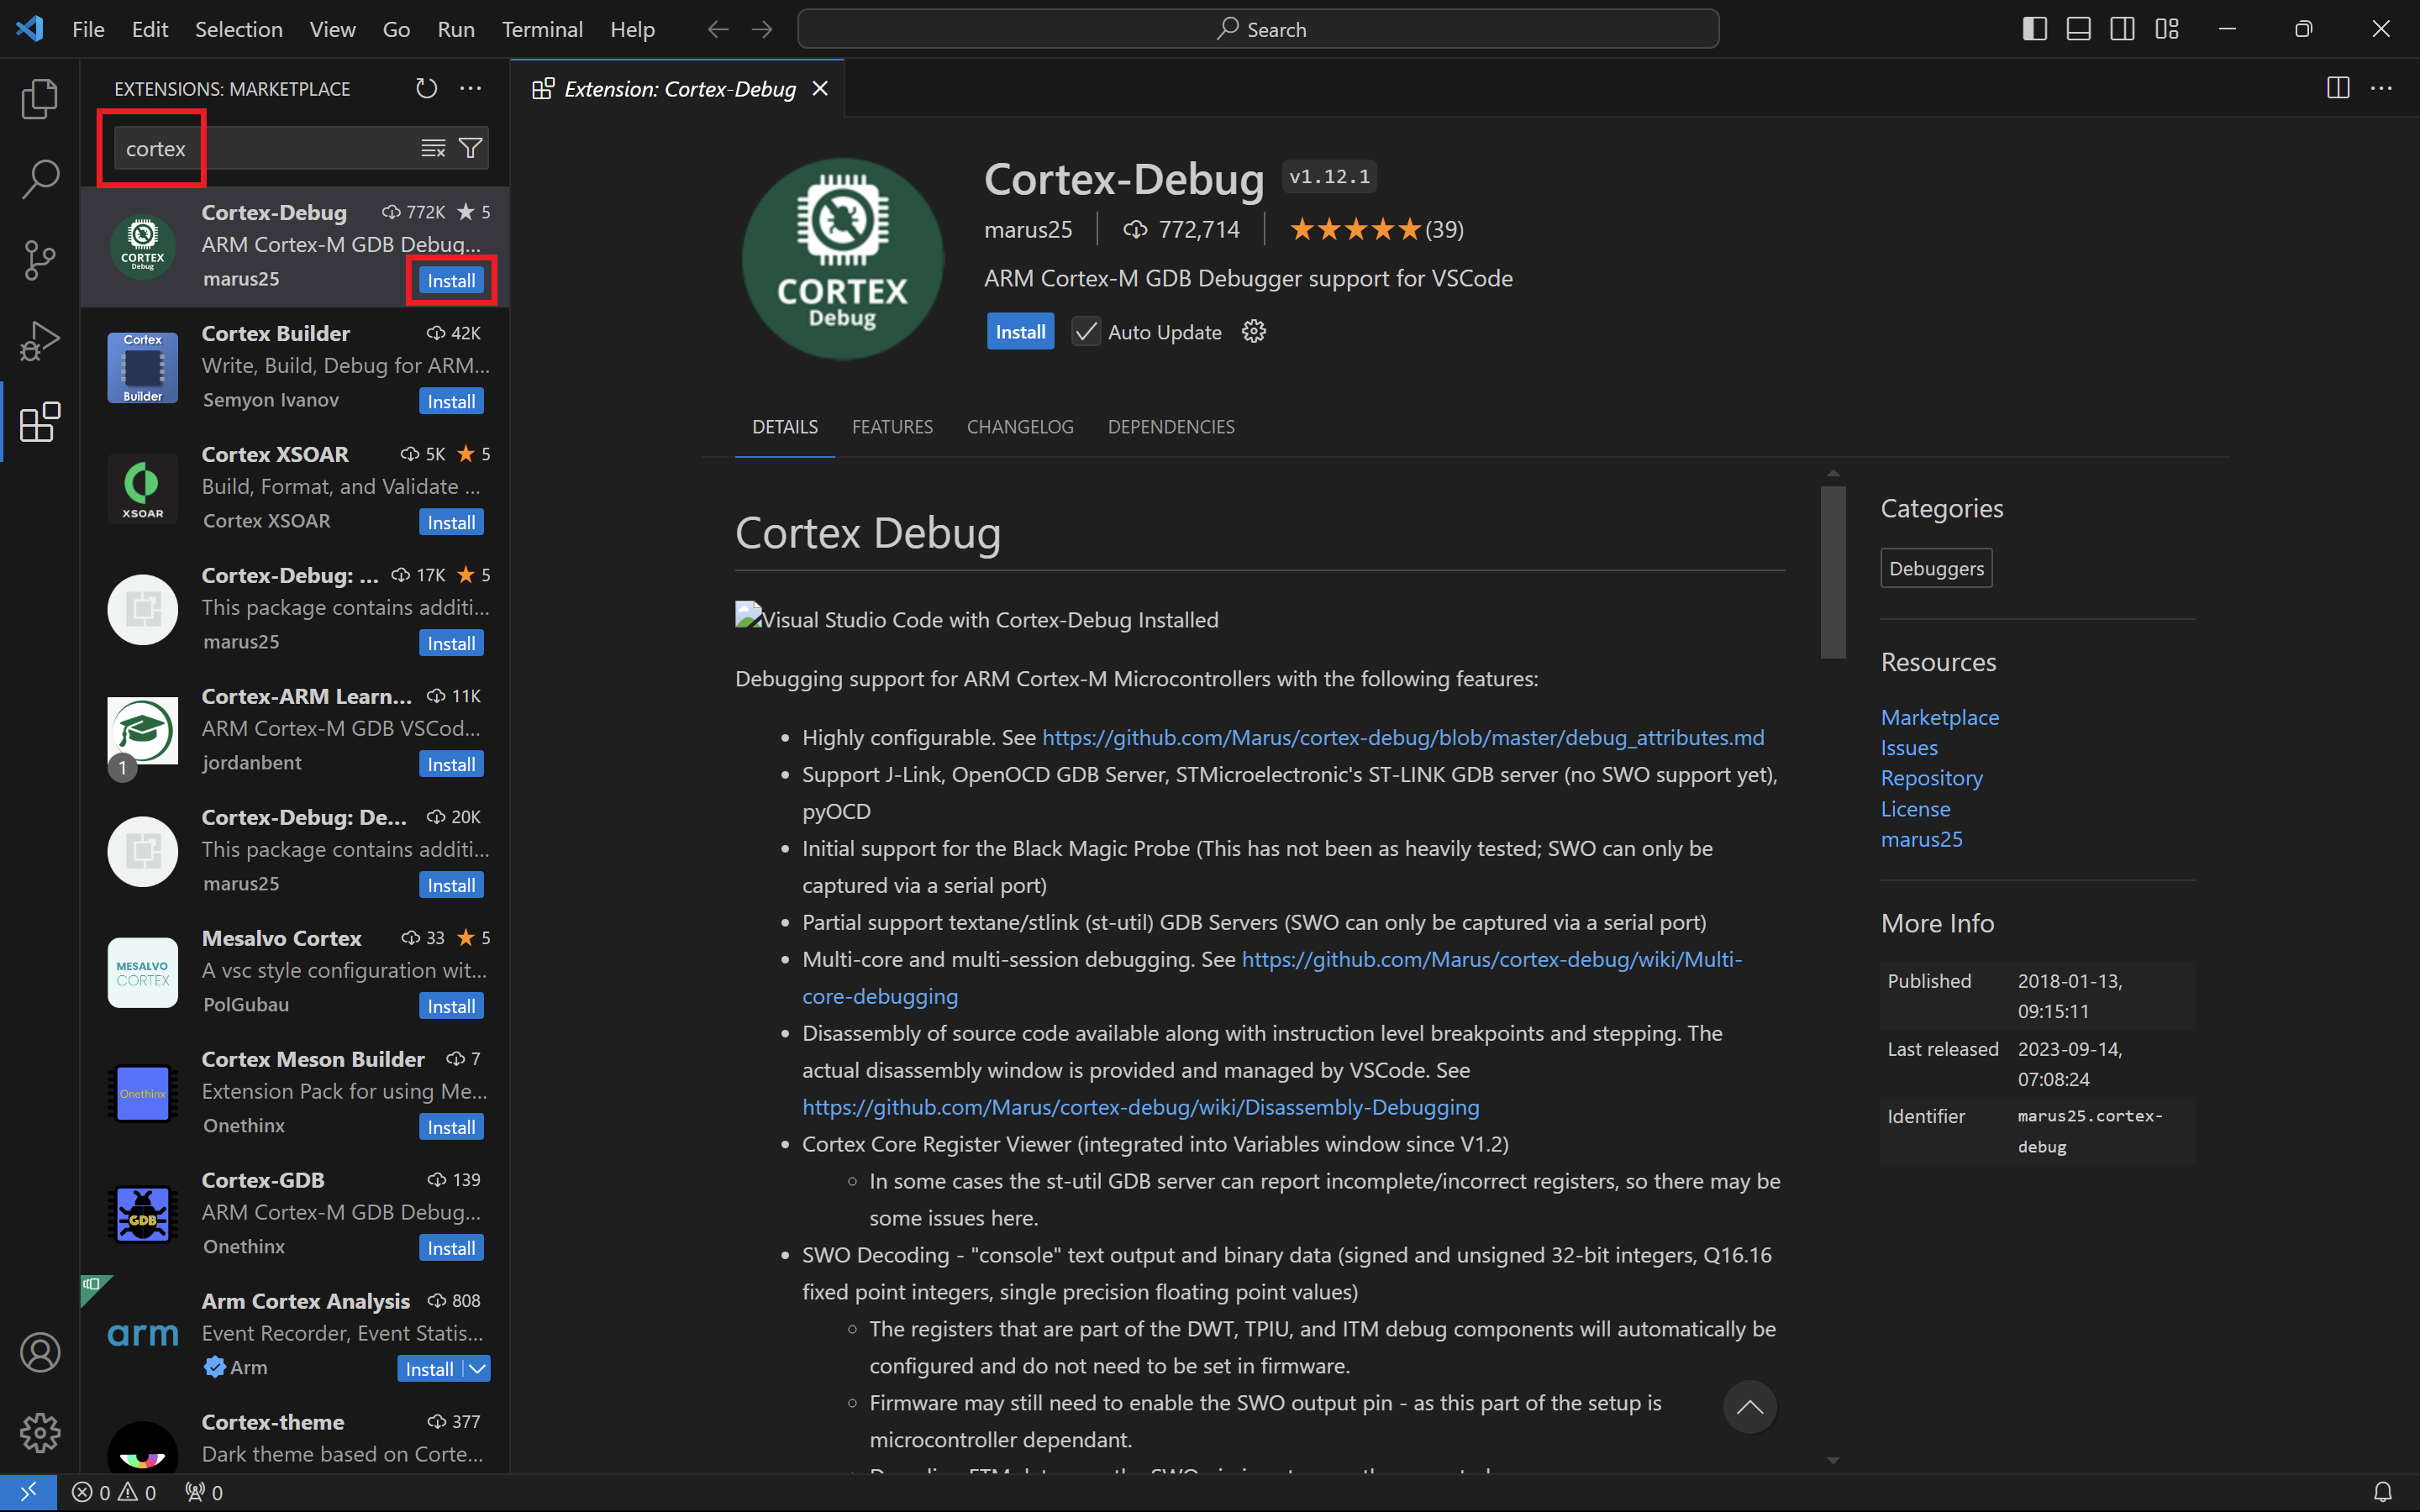 File Edit Selection View Go Run Terminal Help
Search
EXTENSIONS: MARKETPLACE
cortex
Cortex-Debug 772K 5
ARM Cortex-M GDB Debug...
marus25 Install
CORTEX
Debug
Cortex Builder 42K
Write, Build, Debug for ARM...
Semyon Ivanov Install
Cortex
Builder
Cortex XSOAR 5K 5
Build, Format, and Validate ...
Cortex XSOAR Install
XSOAR
Cortex-Debug: ... 17K 5
This package contains additi...
marus25 Install
Cortex-ARM Learn... 11K
ARM Cortex-M GDB VSCod...
jordanbent Install
1
Cortex-Debug: De... 20K
This package contains additi...
marus25 Install
Mesalvo Cortex 33 5
A vsc style configuration wit...
PolGubau Install
MESALVO
CORTEX
Cortex Meson Builder 7
Extension Pack for using Me...
Onethinx Install
Onethinx
Cortex-GDB 139
ARM Cortex-M GDB Debug...
Onethinx Install
GDB
Arm Cortex Analysis 808
Event Recorder, Event Statis...
Arm Install
arm
Cortex-theme 377
Dark theme based on Corte...
Extension: Cortex-Debug
CORTEX
Debug
Cortex-Debug v1.12.1
marus25 772,714 (39)
ARM Cortex-M GDB Debugger support for VSCode
Install Auto Update
DETAILS FEATURES CHANGELOG DEPENDENCIES
Cortex Debug
Visual Studio Code with Cortex-Debug Installed
Debugging support for ARM Cortex-M Microcontrollers with the following features:
• Highly configurable. See https://github.com/Marus/cortex-debug/blob/master/debug_attributes.md
• Support J-Link, OpenOCD GDB Server, STMicroelectronic's ST-LINK GDB server (no SWO support yet),
pyOCD
• Initial support for the Black Magic Probe (This has not been as heavily tested; SWO can only be
captured via a serial port)
• Partial support textane/stlink (st-util) GDB Servers (SWO can only be captured via a serial port)
• Multi-core and multi-session debugging. See https://github.com/Marus/cortex-debug/wiki/Multi-
core-debugging
• Disassembly of source code available along with instruction level breakpoints and stepping. The
actual disassembly window is provided and managed by VSCode. See
https://github.com/Marus/cortex-debug/wiki/Disassembly-Debugging
• Cortex Core Register Viewer (integrated into Variables window since V1.2)
◦ In some cases the st-util GDB server can report incomplete/incorrect registers, so there may be
some issues here.
• SWO Decoding - "console" text output and binary data (signed and unsigned 32-bit integers, Q16.16
fixed point integers, single precision floating point values)
◦ The registers that are part of the DWT, TPIU, and ITM debug components will automatically be
configured and do not need to be set in firmware.
◦ Firmware may still need to enable the SWO output pin - as this part of the setup is
microcontroller dependant.
Categories
Debuggers
Resources
Marketplace
Issues
Repository
License
marus25
More Info
Published 2018-01-13,
09:15:11
Last released 2023-09-14,
07:08:24
Identifier marus25.cortex-
debug
0 0 0